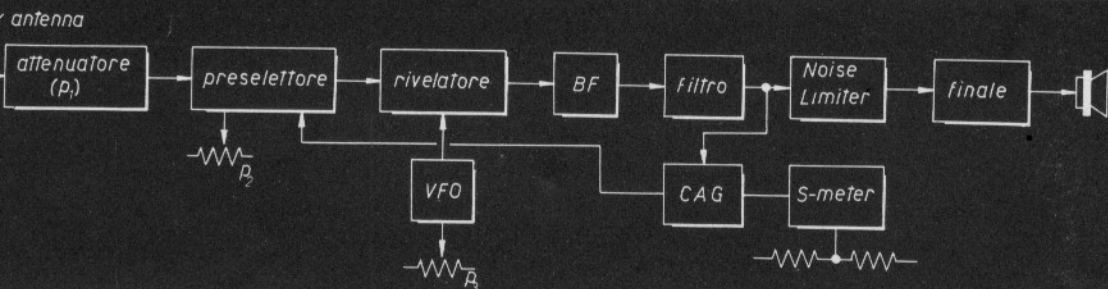 antenna
attenuatore
(p₁)
preselettore
rivelatore
BF
Filtro
Noise
Limiter
finale
p₂
VFO
CAG
S-meter
p₃